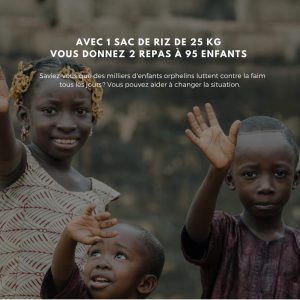 AVEC 1 SAC DE RIZ DE 25 KG
VOUS DONNEZ 2 REPAS À 95 ENFANTS
Saviez-vous que des milliers d'enfants orphelins luttent contre la faim
tous les jours? Vous pouvez aider à changer la situation.